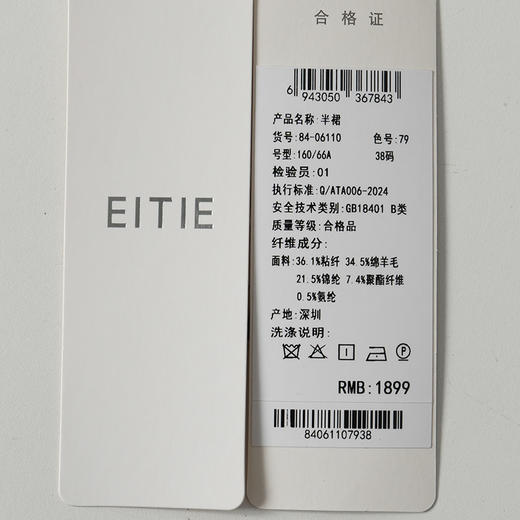 EITIE
合格证
6 943050 367843
产品名称:半裙
货号:84-06110 色号:79
号型:160/66A 38码
检验员:01
执行标准:Q/ATA006-2024
安全技术类别:GB18401 B类
质量等级:合格品
纤维成分:
面料:36.1%粘纤 34.5%绵羊毛
21.5%锦纶 7.4%聚酯纤维
0.5%氨纶
产地:深圳
洗涤说明:
P
RMB:1899
84061107938